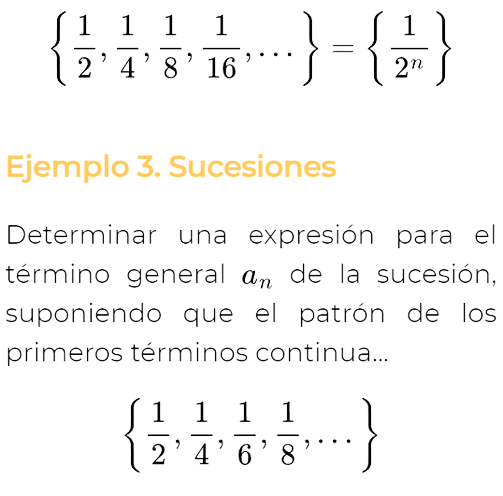 {1/2, 1/4, 1/8, 1/16, ...} = {1/2ⁿ}
Ejemplo 3. Sucesiones
Determinar una expresión para el
término general aₙ de la sucesión,
suponiendo que el patrón de los
primeros términos continua...
{1/2, 1/4, 1/6, 1/8, ...}